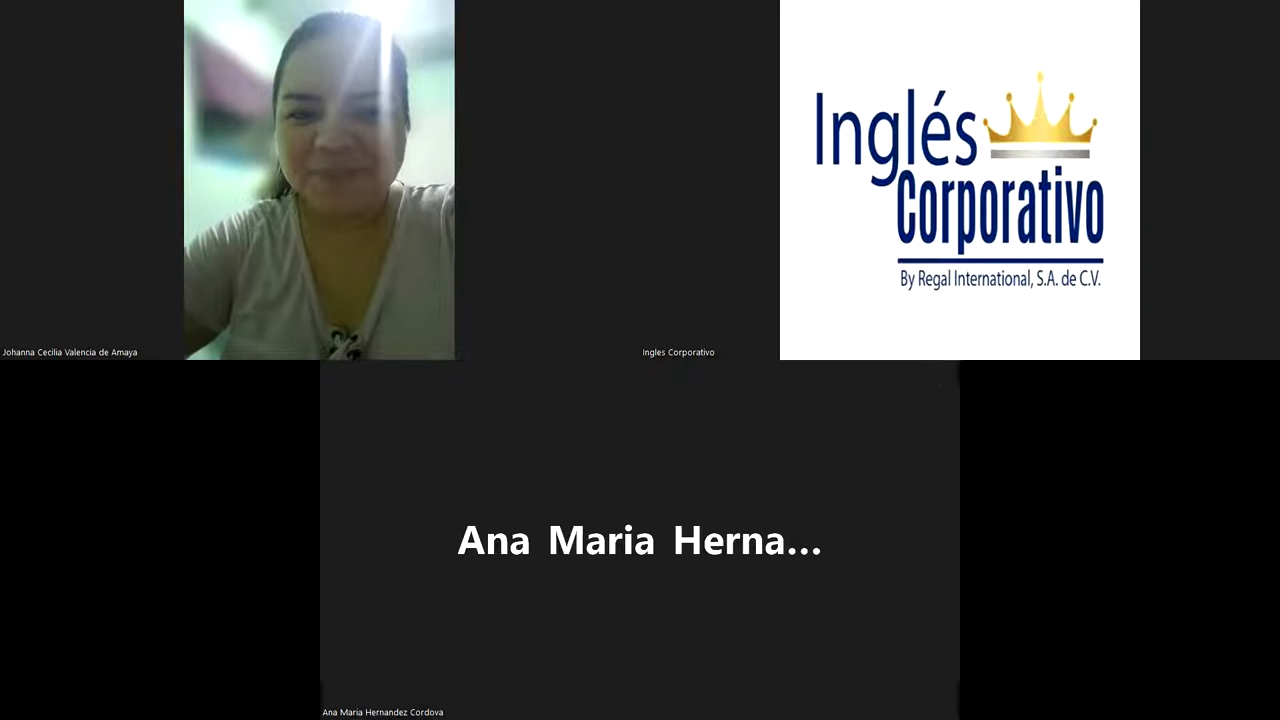 Inglés
Corporativo
By Regal International, S.A. de C.V.
Johanna Cecilia Valencia de Amaya
Ingles Corporativo
Ana Maria Herna...
Ana Maria Hernandez Cordova